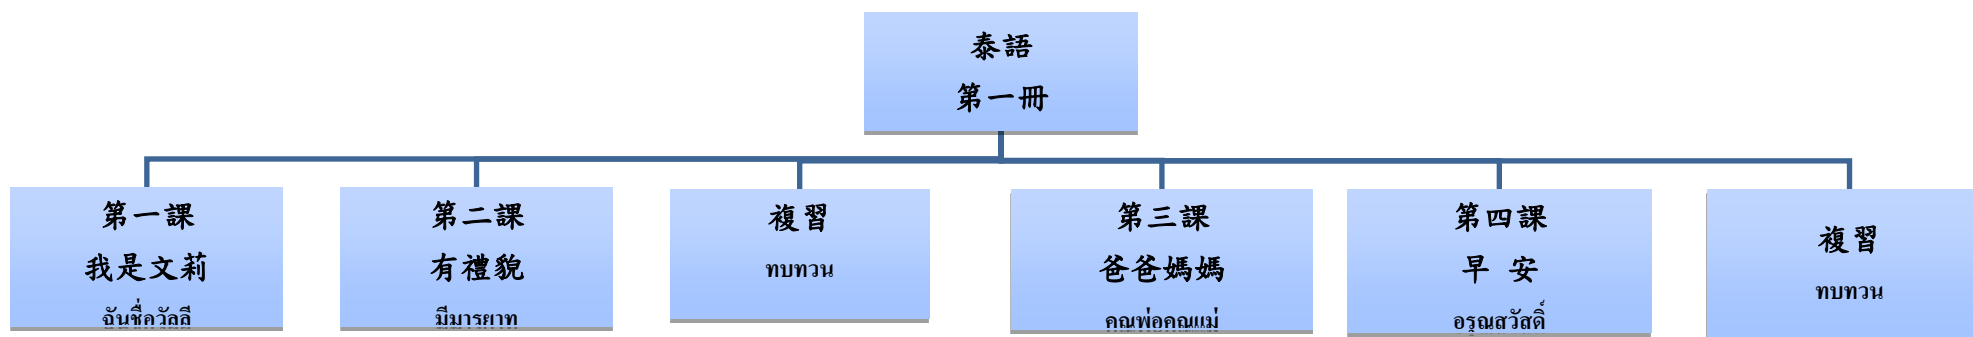 泰語
第一冊
第一課
我是文莉
ฉันชื่อวัลลี
第二課
有禮貌
มีมารยาท
複習
ทบทวน
第三課
爸爸媽媽
คุณพ่อคุณแม่
第四課
早 安
อรุณสวัสดิ์
複習
ทบทวน